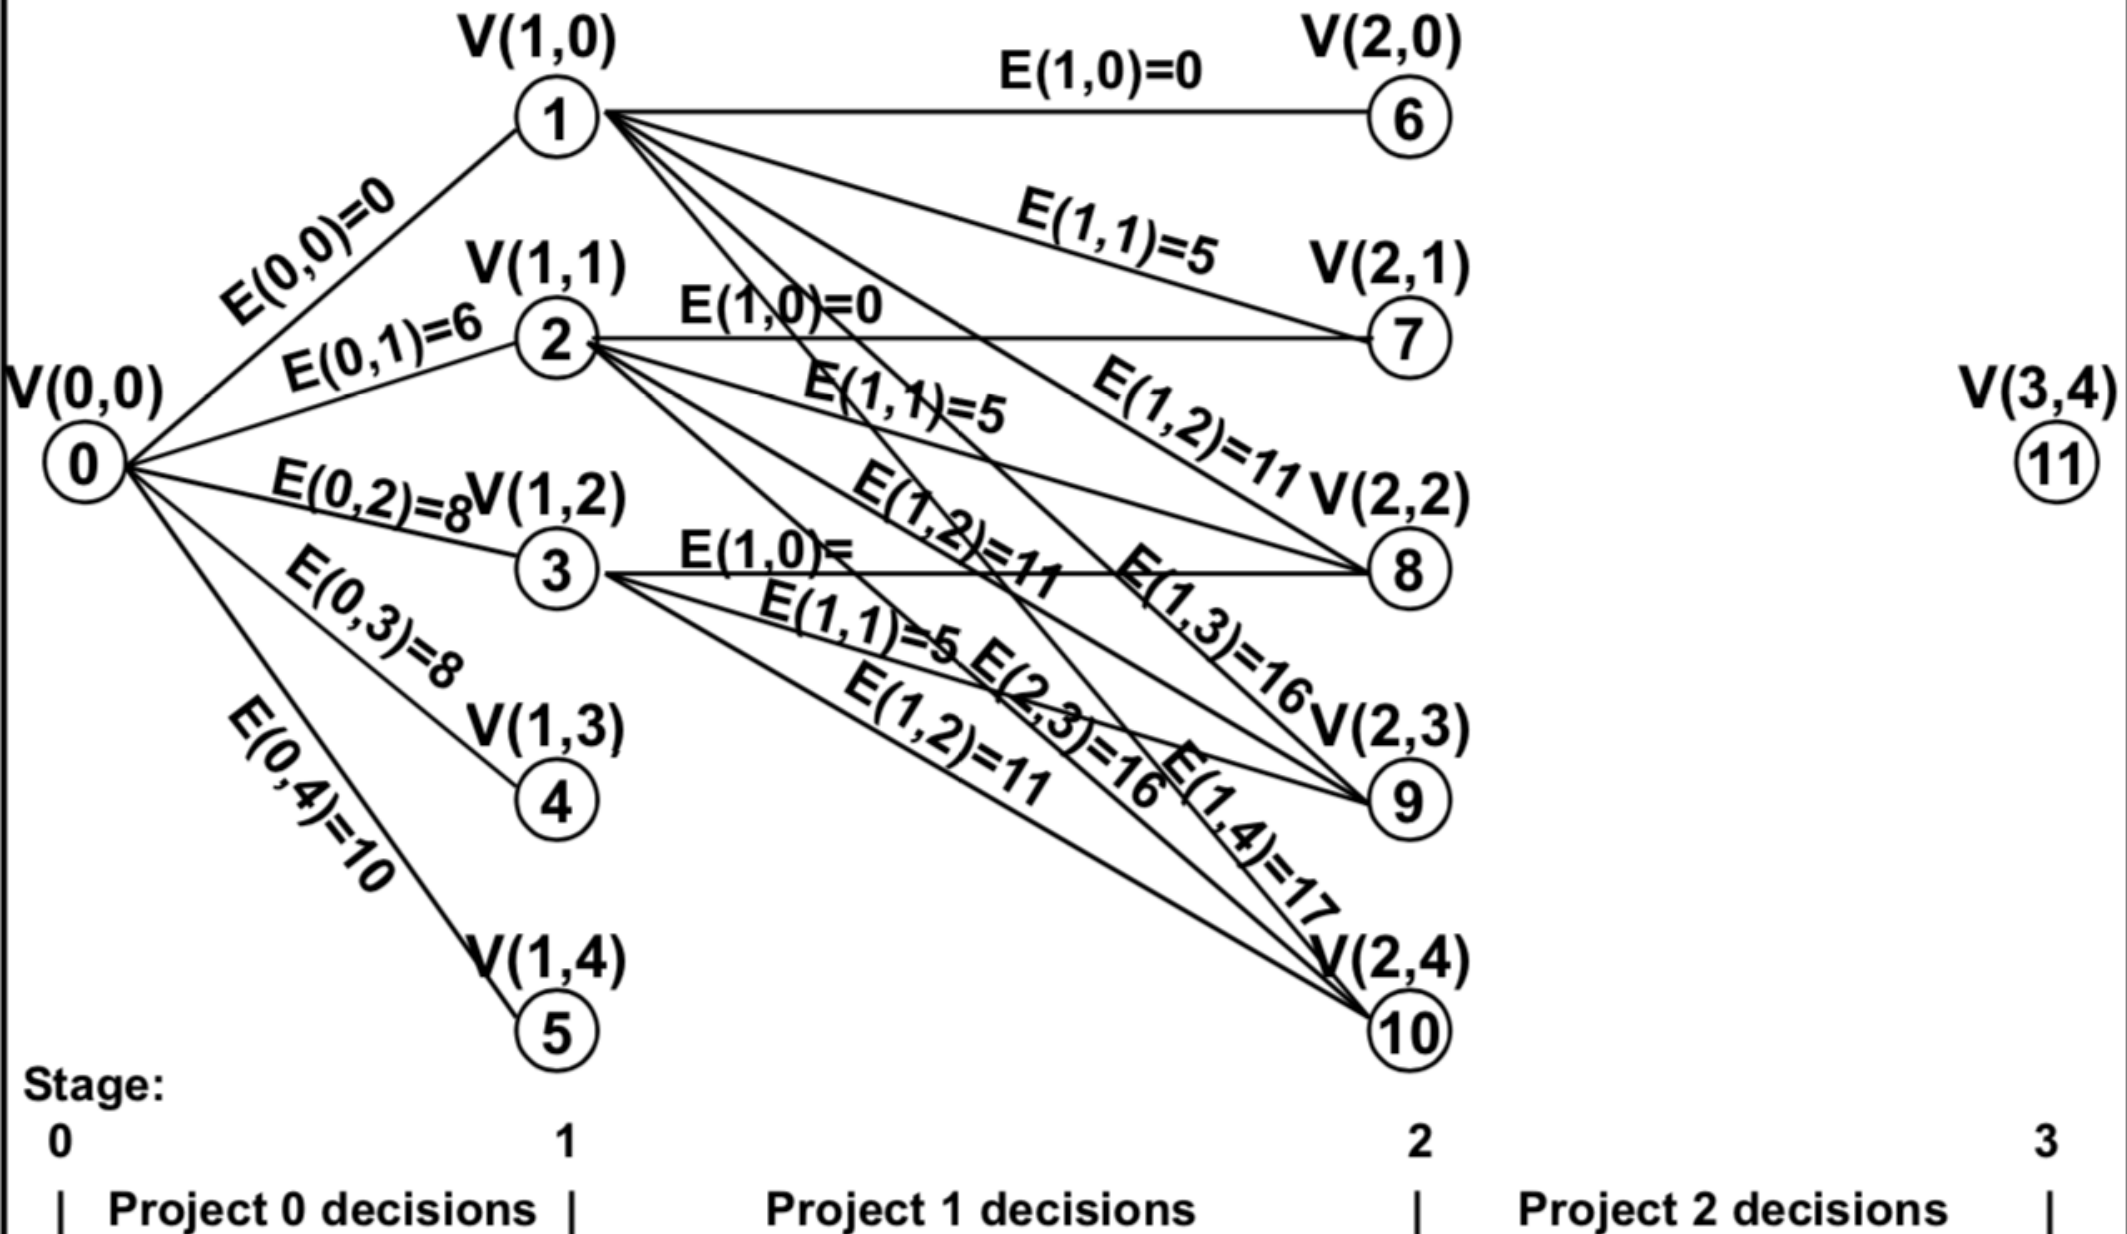 V(1,0)
V(2,0)
E(1,0)=0
1
6
E(0,0)=0
E(1,1)=5
V(1,1)
V(2,1)
E(1,0)=0
E(0,1)=6
2
7
V(0,0)
V(3,4)
E(1,1)=5
E(1,2)=11
0
11
E(0,2)=8
V(1,2)
V(2,2)
E(1,2)=11
E(1,0)=
3
8
E(0,3)=8
E(1,1)=5
E(1,3)=16
E(2,3)=16
E(1,2)=11
V(1,3)
V(2,3)
E(0,4)=10
4
9
E(1,4)=17
V(1,4)
V(2,4)
5
10
Stage:
0 1 2 3
| Project 0 decisions | Project 1 decisions | Project 2 decisions |